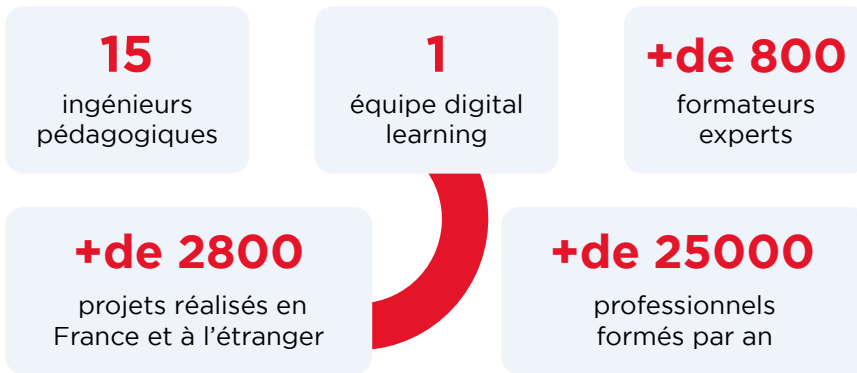 15
ingénieurs
pédagogiques
1
équipe digital
learning
+de 800
formateurs
experts
+de 2800
projets réalisés en
France et à l’étranger
+de 25000
professionnels
formés par an